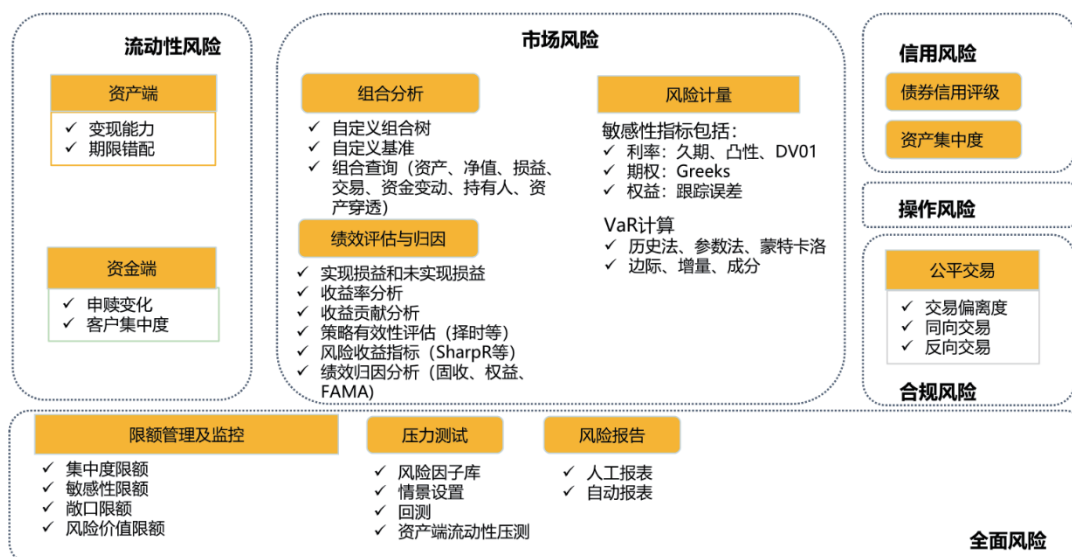 流动性风险
资产端
✓ 变现能力
✓ 期限错配
资金端
✓ 申赎变化
✓ 客户集中度
市场风险
组合分析
✓ 自定义组合树
✓ 自定义基准
✓ 组合查询（资产、净值、损益、
交易、资金变动、持有人、资
产穿透）
绩效评估与归因
✓ 实现损益和未实现损益
✓ 收益率分析
✓ 收益贡献分析
✓ 策略有效性评估（择时等）
✓ 风险收益指标（SharpR等）
✓ 绩效归因分析（固收、权益、
FAMA）
风险计量
敏感性指标包括：
✓ 利率：久期、凸性、DV01
✓ 期权：Greeks
✓ 权益：跟踪误差
VaR计算
✓ 历史法、参数法、蒙特卡洛
✓ 边际、增量、成分
信用风险
债券信用评级
资产集中度
操作风险
公平交易
✓ 交易偏离度
✓ 同向交易
✓ 反向交易
合规风险
限额管理及监控
✓ 集中度限额
✓ 敏感性限额
✓ 敞口限额
✓ 风险价值限额
压力测试
✓ 风险因子库
✓ 情景设置
✓ 回测
✓ 资产端流动性压测
风险报告
✓ 人工报表
✓ 自动报表
全面风险